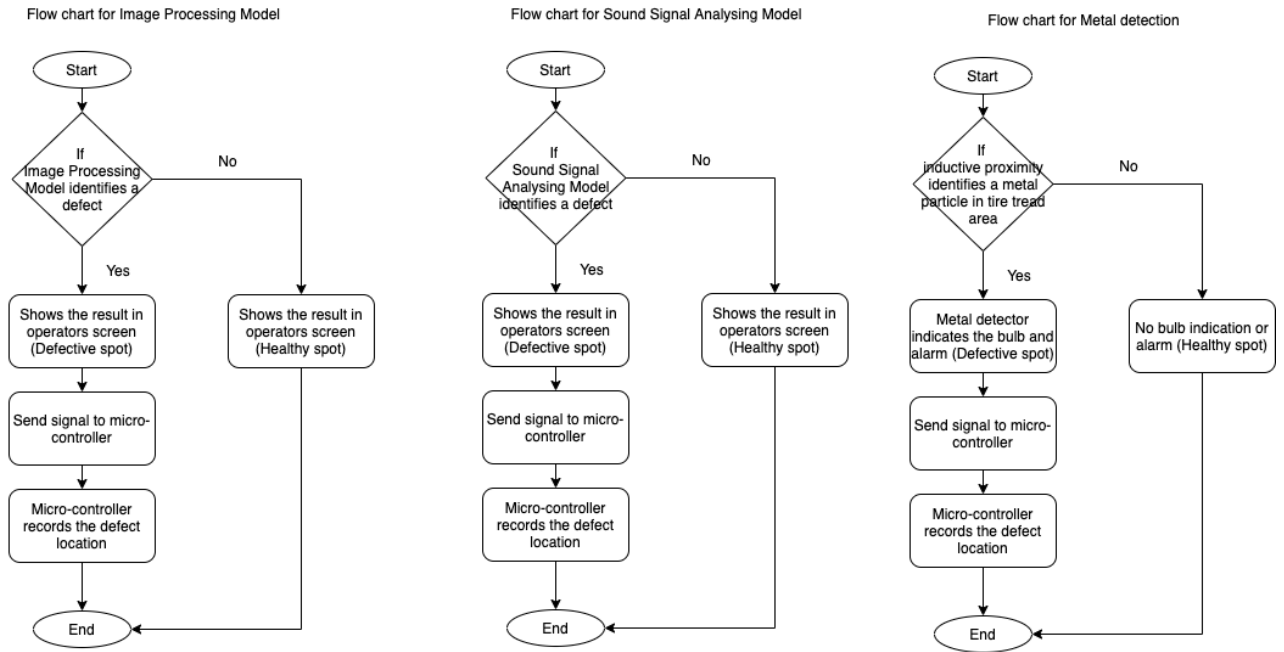 Flow chart for Image Processing Model
Start
If
Image Processing
Model identifies a
defect
No
Yes
Shows the result in
operators screen
(Defective spot)
Shows the result in
operators screen
(Healthy spot)
Send signal to micro-
controller
Micro-controller
records the defect
location
End
Flow chart for Sound Signal Analysing Model
Start
If
Sound Signal
Analysing Model
identifies a defect
No
Yes
Shows the result in
operators screen
(Defective spot)
Shows the result in
operators screen
(Healthy spot)
Send signal to micro-
controller
Micro-controller
records the defect
location
End
Flow chart for Metal detection
Start
If
inductive proximity
identifies a metal
particle in tire tread
area
No
Yes
Metal detector
indicates the bulb and
alarm (Defective spot)
No bulb indication or
alarm (Healthy spot)
Send signal to micro-
controller
Micro-controller
records the defect
location
End